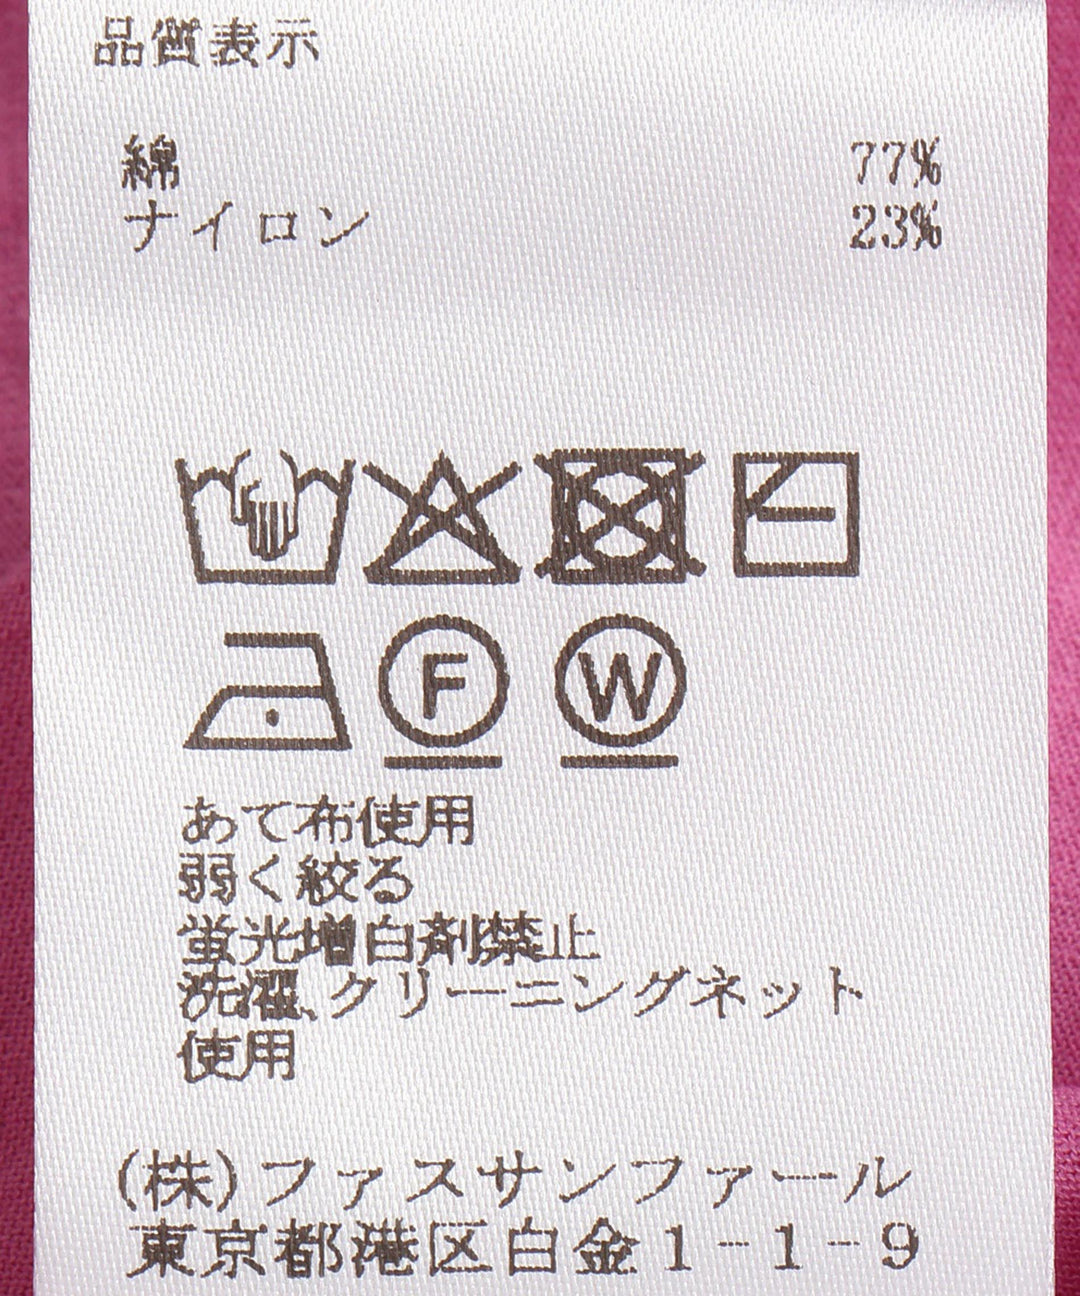 品質表示
綿 77%
ナイロン 23%
F W
あて布使用
弱く絞る
蛍光増白剤禁止
洗濯、クリーニングネット
使用
(株)ファスサンファール
東京都港区白金1-1-9